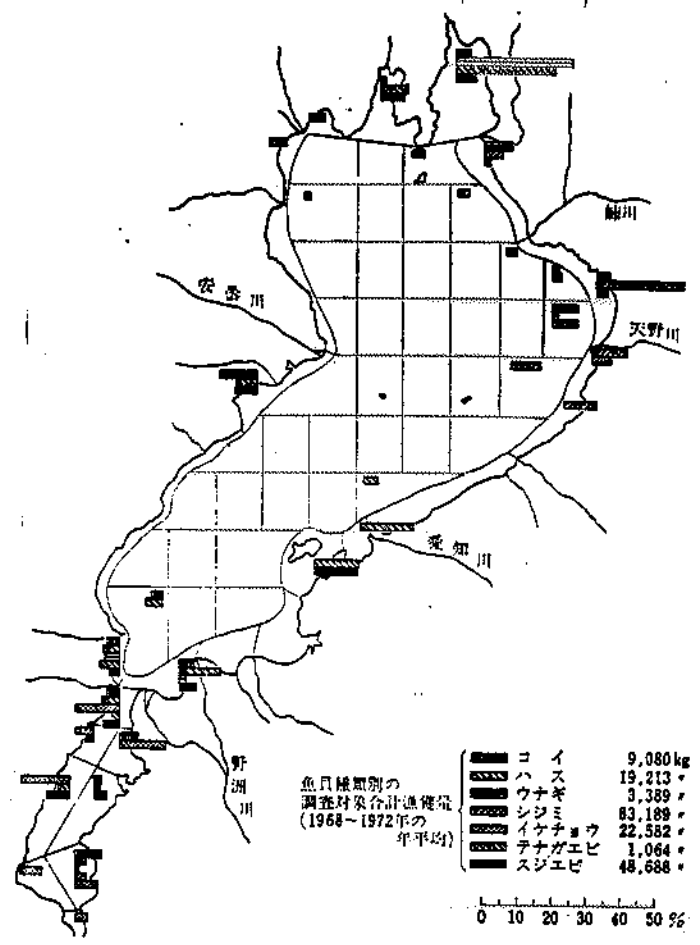 姉川
安曇川
天野川
愛知川
野洲川
魚貝種類別の
調査対象合計漁獲量
(1968～1972年の
年平均)
コイ 9,080kg
ハス 19,213 〃
ウナギ 3,389 〃
シジミ 83,189 〃
イケチョウ 22,582 〃
テナガエビ 1,064 〃
スジエビ 48,688 〃
0 10 20 30 40 50 %